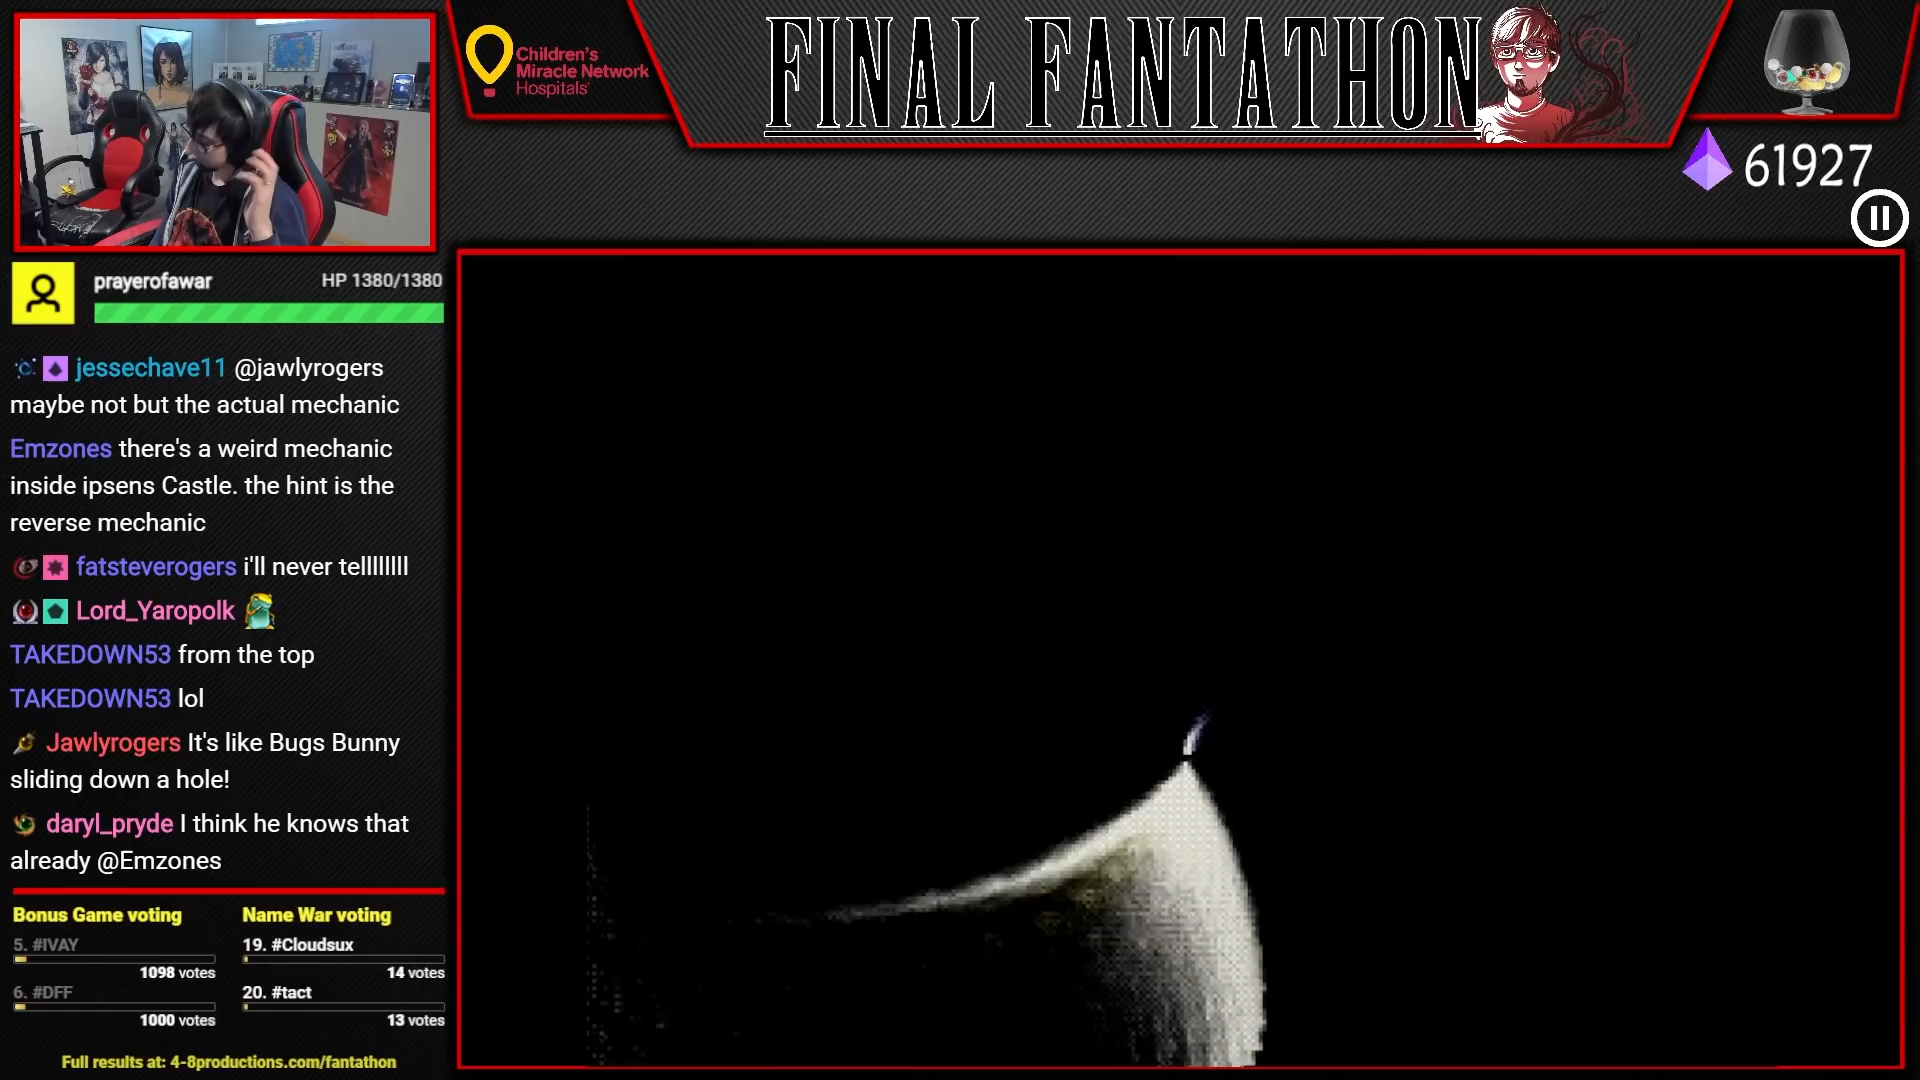 Children's
Miracle Network
Hospitals
FINAL FANTATHON
61927
prayerofawar
HP 1380/1380
jessechave11 @jawlyrogers
maybe not but the actual mechanic
Emzones there's a weird mechanic
inside ipsens Castle. the hint is the
reverse mechanic
fatsteverogers i'll never tellllllll
Lord_Yaropolk
TAKEDOWN53 from the top
TAKEDOWN53 lol
Jawlyrogers It's like Bugs Bunny
sliding down a hole!
daryl_pryde I think he knows that
already @Emzones
Bonus Game voting
5. #IVAY
1098 votes
6. #DFF
1000 votes
Name War voting
19. #Cloudsux
14 votes
20. #tact
13 votes
Full results at: 4-8productions.com/fantathon